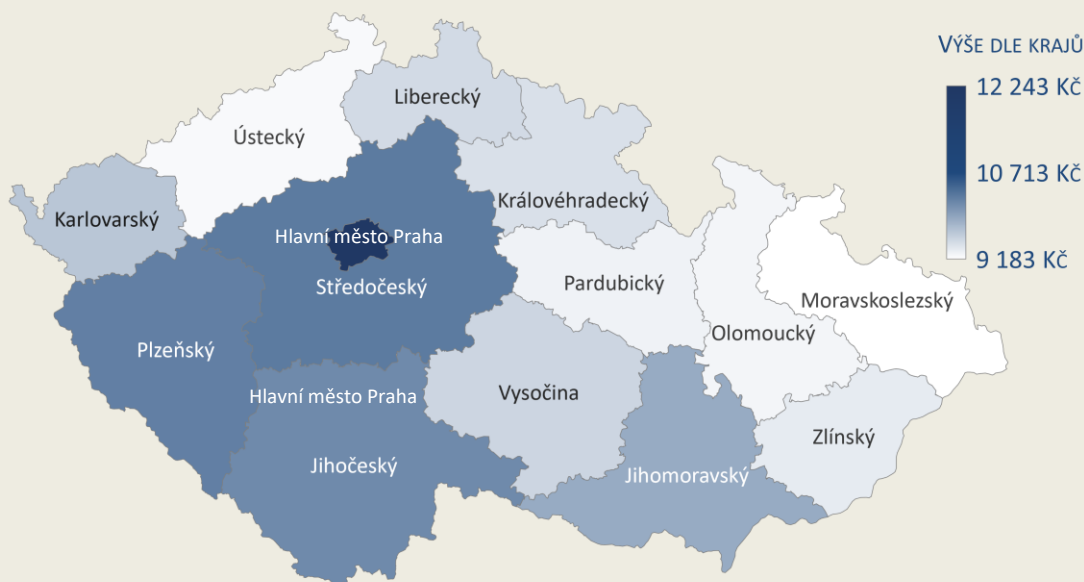 VÝŠE DLE KRAJŮ
12 243 Kč
10 713 Kč
9 183 Kč
Liberecký
Ústecký
Královéhradecký
Karlovarský
Hlavní město Praha
Středočeský
Pardubický
Moravskoslezský
Olomoucký
Plzeňský
Hlavní město Praha
Vysočina
Zlínský
Jihočeský
Jihomoravský